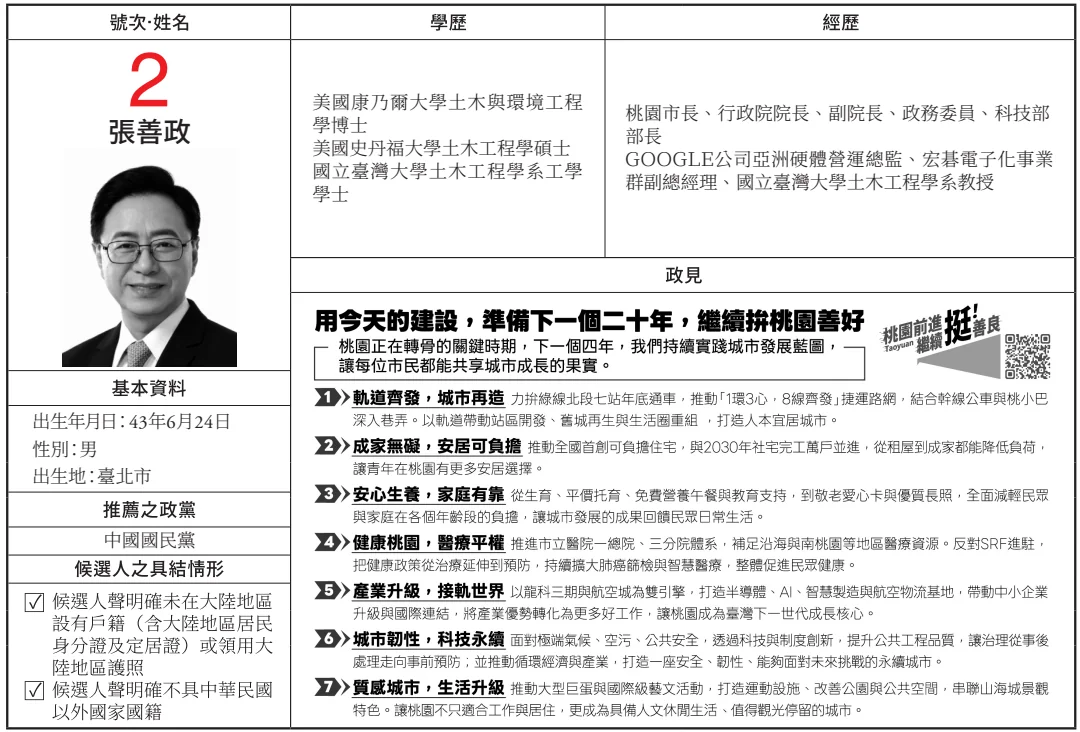 號次·姓名
2
張善政
基本資料
出生年月日：43年6月24日
性別：男
出生地：臺北市
推薦之政黨
中國國民黨
候選人之具結情形
候選人聲明確未在大陸地區
設有戶籍（含大陸地區居民
身分證及定居證）或領用大
陸地區護照
候選人聲明確不具中華民國
以外國家國籍
學歷
美國康乃爾大學土木與環境工程
學博士
美國史丹福大學土木工程學碩士
國立臺灣大學土木工程學系工學
學士
經歷
桃園市長、行政院院長、副院長、政務委員、科技部
部長
GOOGLE公司亞洲硬體營運總監、宏碁電子化事業
群副總經理、國立臺灣大學土木工程學系教授
政見
用今天的建設，準備下一個二十年，繼續拚桃園善好
桃園正在轉骨的關鍵時期，下一個四年，我們持續實踐城市發展藍圖，
讓每位市民都能共享城市成長的果實。
桃園前進
Taoyuan 繼續挺善良！
1 軌道齊發，城市再造 力拚綠線北段七站年底通車，推動「1環3心，8線齊發」捷運路網，結合幹線公車與桃小巴
深入巷弄。以軌道帶動站區開發、舊城再生與生活圈重組 ，打造人本宜居城市。
2 成家無礙，安居可負擔 推動全國首創可負擔住宅，與2030年社宅完工萬戶並進，從租屋到成家都能降低負荷，
讓青年在桃園有更多安居選擇。
3 安心生養，家庭有靠 從生育、平價托育、免費營養午餐與教育支持，到敬老愛心卡與優質長照，全面減輕民眾
與家庭在各個年齡段的負擔，讓城市發展的成果回饋民眾日常生活。
4 健康桃園，醫療平權 推進市立醫院一總院、三分院體系，補足沿海與南桃園等地區醫療資源。反對SRF進駐，
把健康政策從治療延伸到預防，持續擴大肺癌篩檢與智慧醫療，整體促進民眾健康。
5 產業升級，接軌世界 以龍科三期與航空城為雙引擎，打造半導體、AI、智慧製造與航空物流基地，帶動中小企業
升級與國際連結，將產業優勢轉化為更多好工作，讓桃園成為臺灣下一世代成長核心。
6 城市韌性，科技永續 面對極端氣候、空污、公共安全，透過科技與制度創新，提升公共工程品質，讓治理從事後
處理走向事前預防；並推動循環經濟與產業，打造一座安全、韌性、能夠面對未來挑戰的永續城市。
7 質感城市，生活升級 推動大型巨蛋與國際級藝文活動，打造運動設施、改善公園與公共空間，串聯山海城景觀
特色。讓桃園不只適合工作與居住，更成為具備人文休閒生活、值得觀光停留的城市。